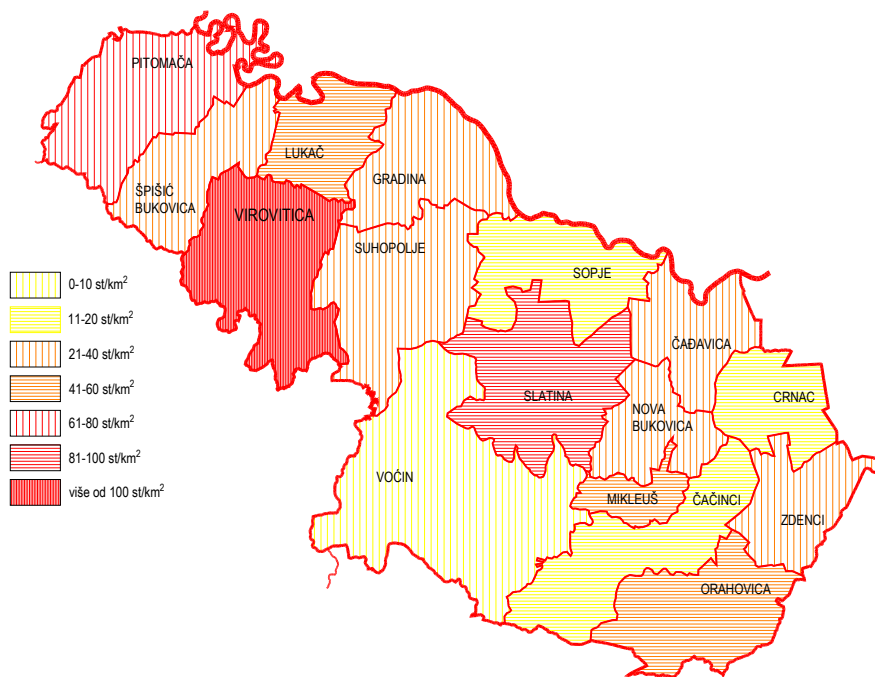 PITOMAČA
LUKAČ
GRADINA
ŠPIŠIĆ
BUKOVICA
VIROVITICA
SUHOPOLJE
SOPJE
ČAĐAVICA
SLATINA
NOVA
BUKOVICA
CRNAC
VOĆIN
MIKLEUŠ
ČAČINCI
ZDENCI
ORAHOVICA
0-10 st/km²
11-20 st/km²
21-40 st/km²
41-60 st/km²
61-80 st/km²
81-100 st/km²
više od 100 st/km²